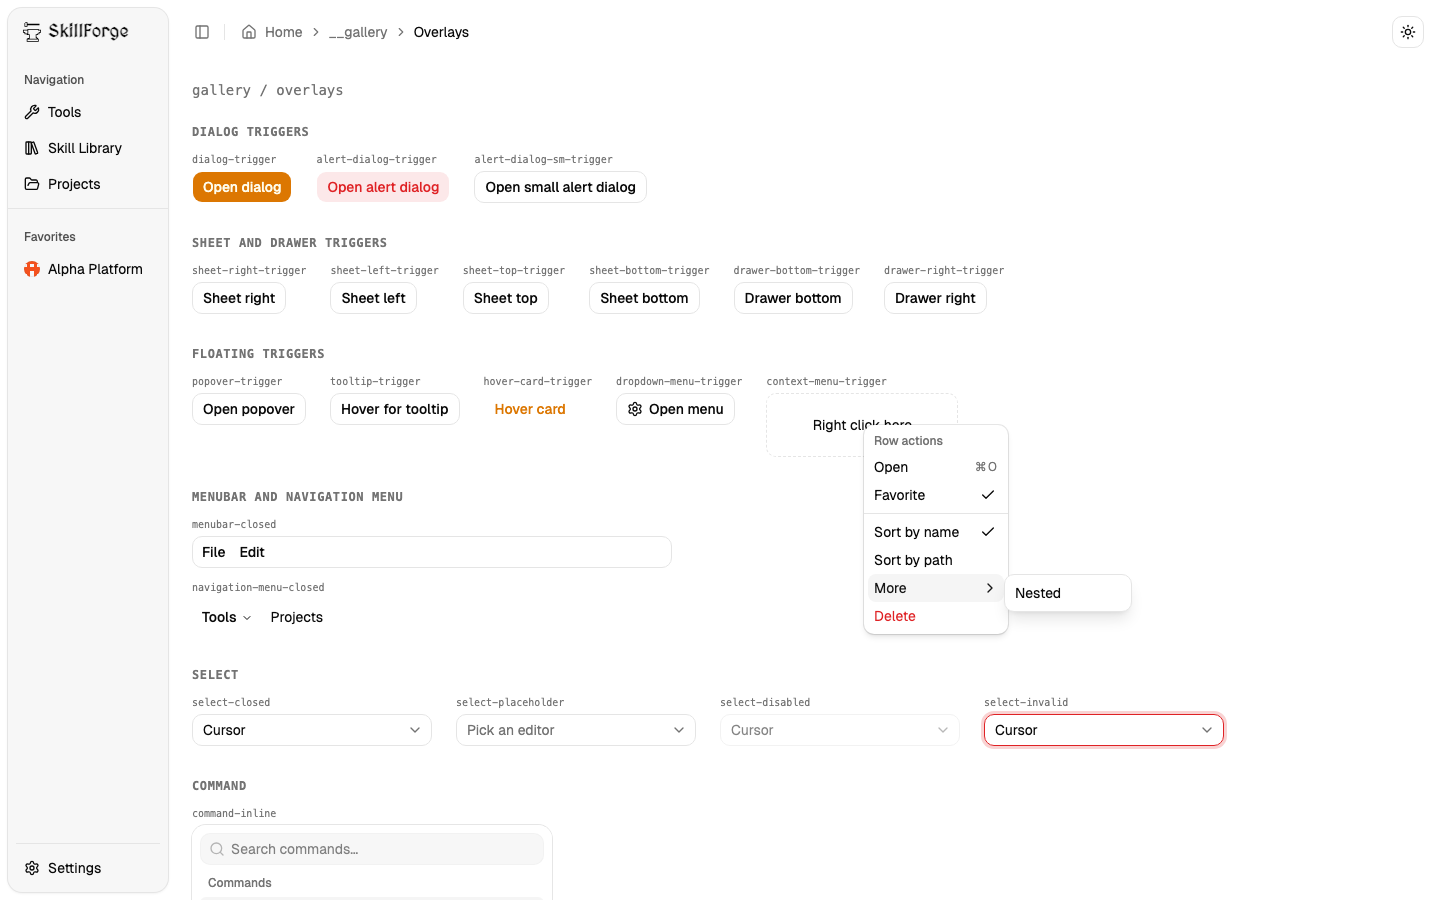 SkillForge
Navigation
Tools
Skill Library
Projects
Favorites
Alpha Platform
Settings
Home > __gallery > Overlays
gallery / overlays
DIALOG TRIGGERS
dialog-trigger alert-dialog-trigger alert-dialog-sm-trigger
Open dialog Open alert dialog Open small alert dialog
SHEET AND DRAWER TRIGGERS
sheet-right-trigger sheet-left-trigger sheet-top-trigger sheet-bottom-trigger drawer-bottom-trigger drawer-right-trigger
Sheet right Sheet left Sheet top Sheet bottom Drawer bottom Drawer right
FLOATING TRIGGERS
popover-trigger tooltip-trigger hover-card-trigger dropdown-menu-trigger context-menu-trigger
Open popover Hover for tooltip Hover card Open menu
Right click here
Row actions
Open ⌘O
Favorite
Sort by name
Sort by path
More
Delete
Nested
MENUBAR AND NAVIGATION MENU
menubar-closed
File Edit
navigation-menu-closed
Tools Projects
SELECT
select-closed select-placeholder select-disabled select-invalid
Cursor Pick an editor Cursor Cursor
COMMAND
command-inline
Search commands...
Commands